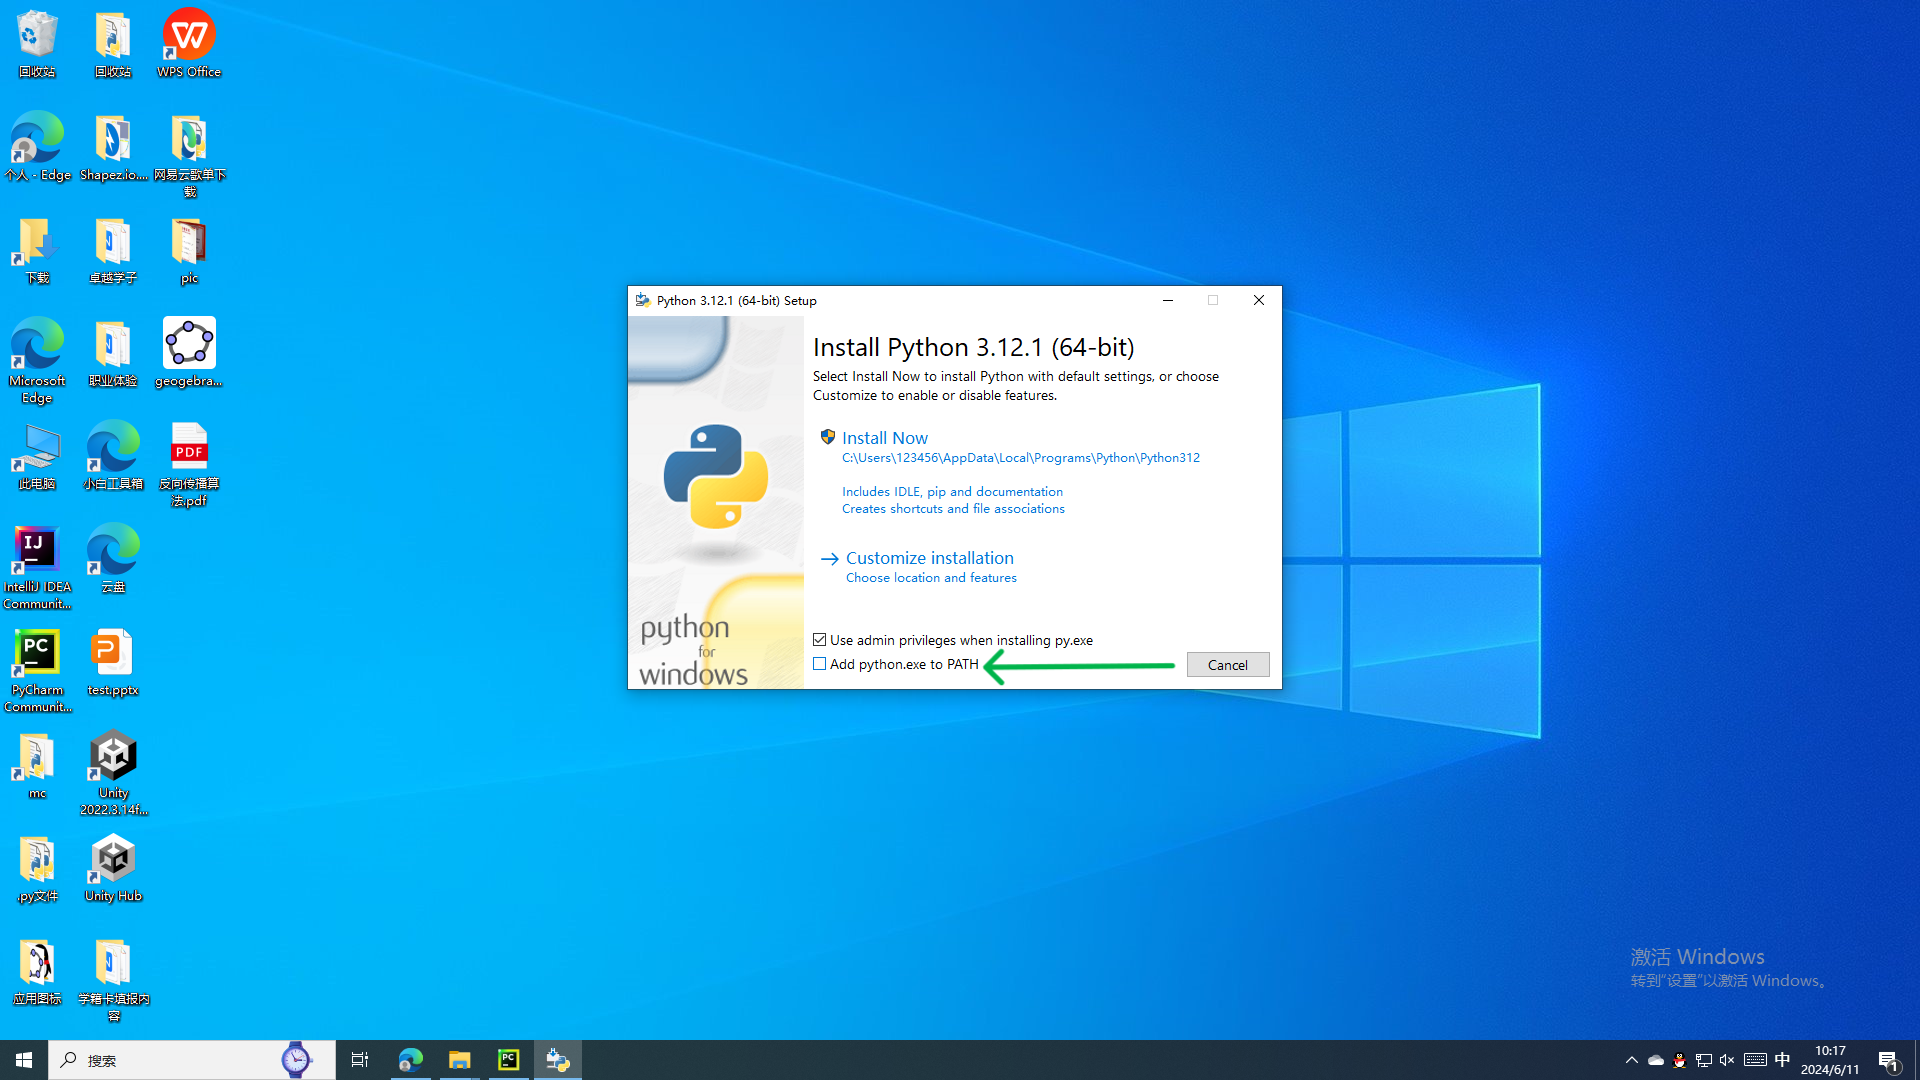 回收站
回收站
WPS Office
个人 - Edge
Shapez.io....
网易云歌单下
载
下载
卓越学子
pic
Microsoft
Edge
职业体验
geogebra...
此电脑
小白工具箱
PDF
反向传播算
法.pdf
IJ
IntelliJ IDEA
Communit...
云盘
PC
PyCharm
Communit...
P
test.pptx
mc
Unity
2022.3.14f...
.py文件
Unity Hub
应用图标
学籍卡填报内
容
Python 3.12.1 (64-bit) Setup
Install Python 3.12.1 (64-bit)
Select Install Now to install Python with default settings, or choose
Customize to enable or disable features.
Install Now
C:\Users\123456\AppData\Local\Programs\Python\Python312
Includes IDLE, pip and documentation
Creates shortcuts and file associations
Customize installation
Choose location and features
python
for
windows
Use admin privileges when installing py.exe
Add python.exe to PATH
Cancel
激活 Windows
转到“设置”以激活 Windows。
搜索
PC
中
10:17
2024/6/11
1